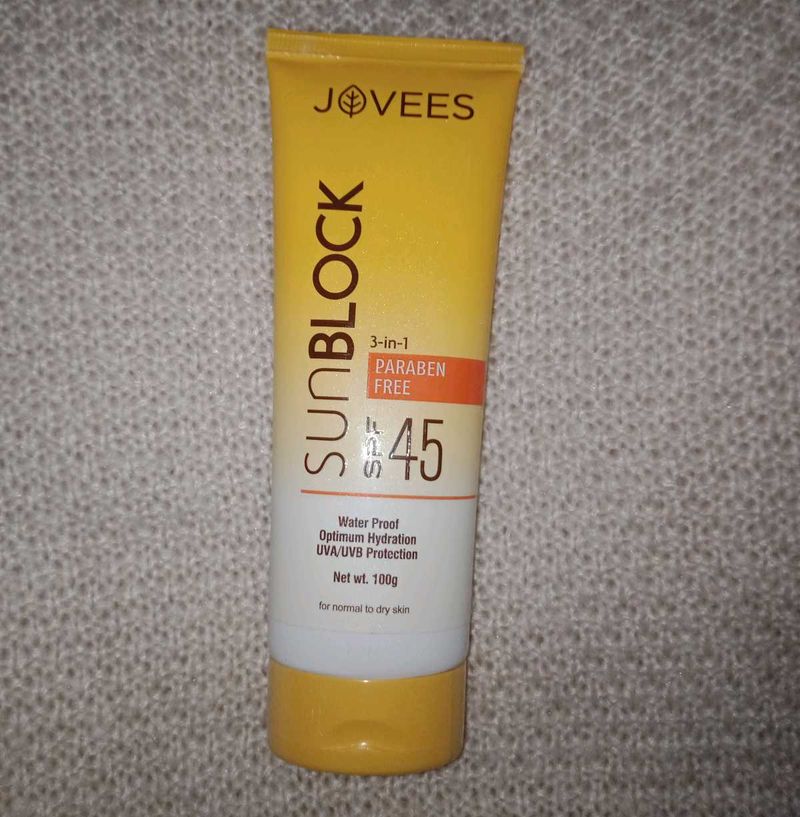 JOVEES
SUNBLOCK
3-in-1
PARABEN
FREE
SPF 45
Water Proof
Optimum Hydration
UVA/UVB Protection
Net wt. 100g
for normal to dry skin